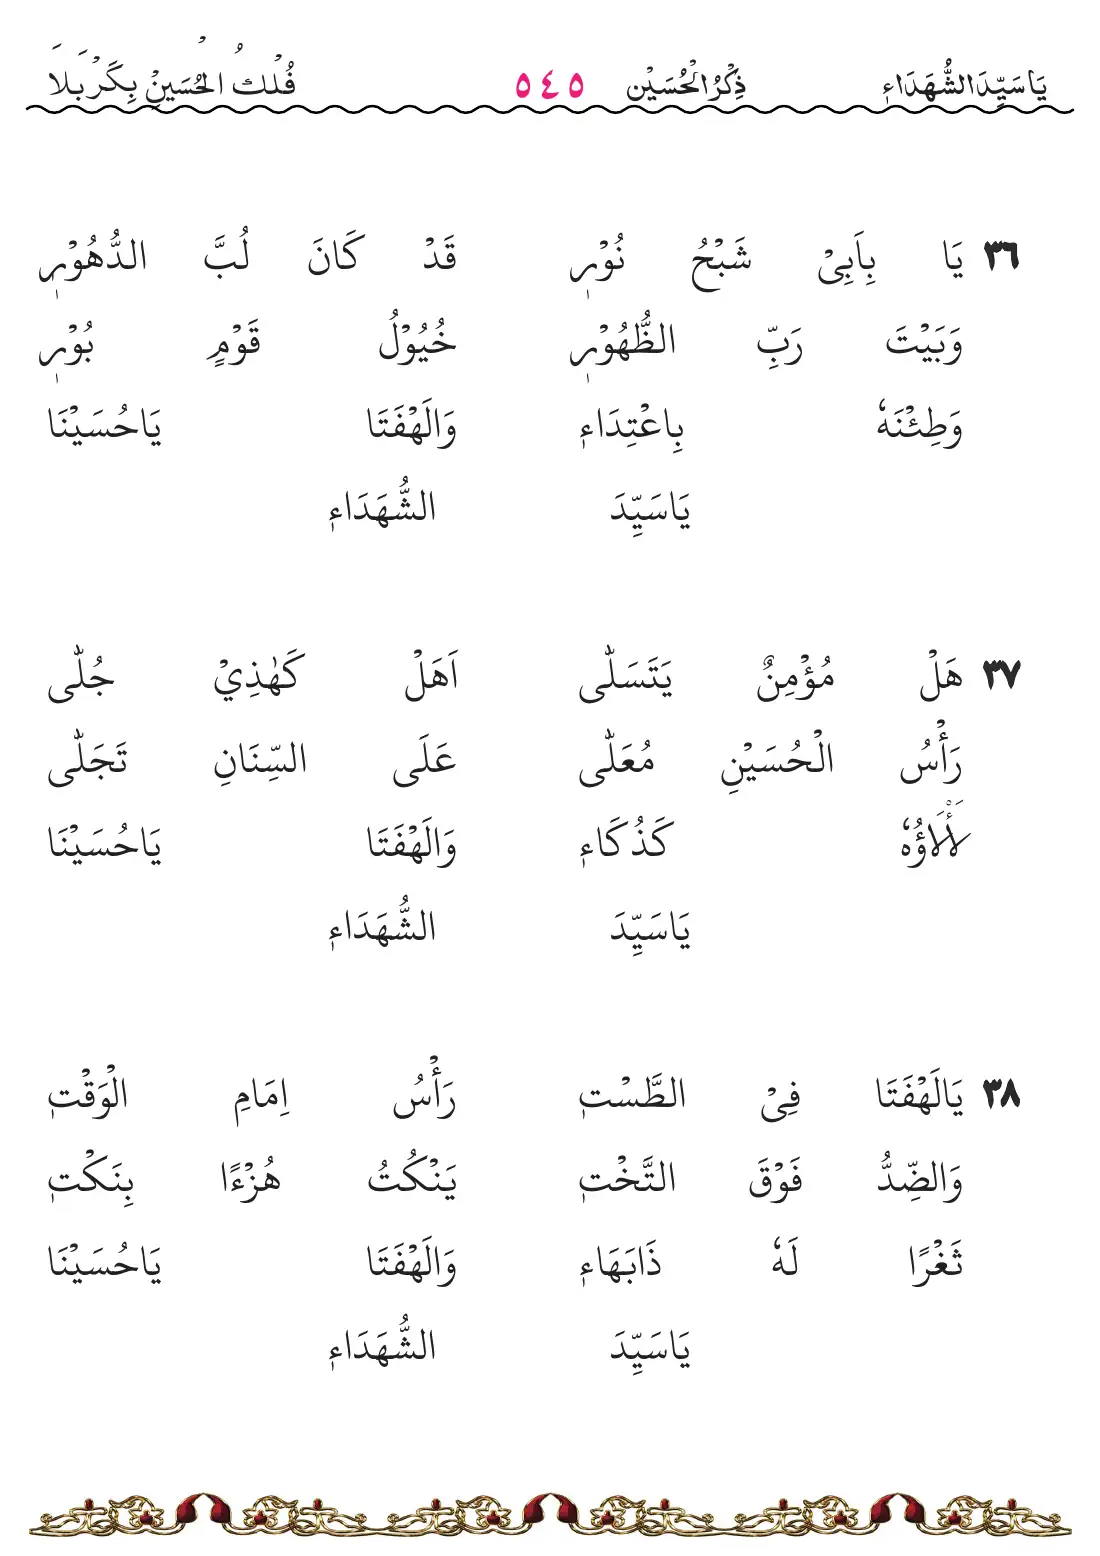 يَا سَيِّدَ الشُّهَدَاءِ ذِكْرُ الْحُسَيْن ٥٤٥ فُلْكُ الْحُسَيْنِ بِكَرْبَلَا
٣٦ يَا بِاَبِيْ شَبْحُ نُوْرِ قَدْ كَانَ لُبَّ الدُّهُوْرِ
وَبَيْتَ رَبِّ الظُّهُوْرِ خُيُوْلُ قَوْمٍ بُوْرِ
وَطِئْنَهٗ بِاعْتِدَاءِ وَالَهْفَتَا يَاحُسَيْنَا
يَاسَيِّدَ الشُّهَدَاءِ
٣٧ هَلْ مُؤْمِنٌ يَتَسَلّٰى اَهَلْ كَهٰذِيْ جُلّٰى
رَأْسُ الْحُسَيْنِ مُعَلّٰى عَلَى السِّنَانِ تَجَلّٰى
لَأْلَاؤُهٗ كَذُكَاءِ وَالَهْفَتَا يَاحُسَيْنَا
يَاسَيِّدَ الشُّهَدَاءِ
٣٨ يَالَهْفَتَا فِيْ الطَّسْتِ رَأْسُ اِمَامِ الْوَقْتِ
وَالضِّدُّ فَوْقَ التَّخْتِ يَنْكُتُ هُزْءًا بِنَكْتِ
ثَغْرًا لَهٗ ذَابَهَاءِ وَالَهْفَتَا يَاحُسَيْنَا
يَاسَيِّدَ الشُّهَدَاءِ